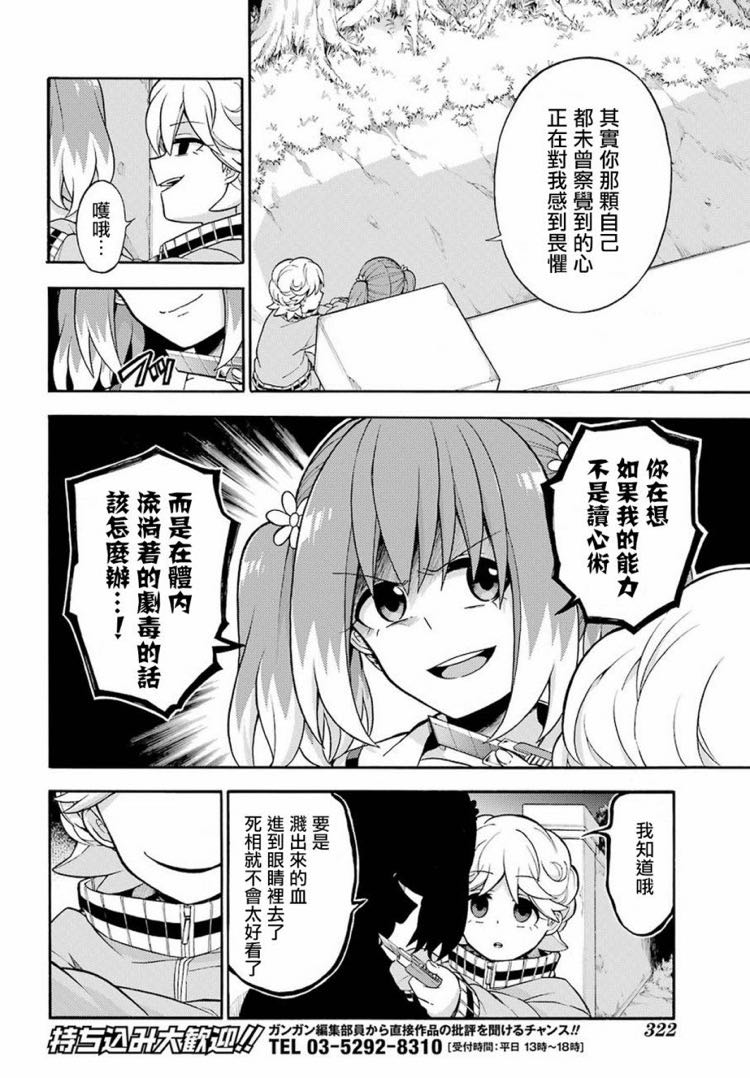 其實你那顆自己
都未曾察覺到的心
正在對我感到畏懼
嚄哦…
スッ
你在想
如果我的能力
不是讀心術
而是在體內
流淌著的劇毒的話
該怎麼辦…！
我知道哦
要是
濺出來的血
進到眼睛裡去了
死相就不會太好看了
持ち込み大歓迎!!
ガンガン編集部員から直接作品の批評を聞けるチャンス!!
TEL 03-5292-8310 [受付時間:平日 13時〜18時]
322